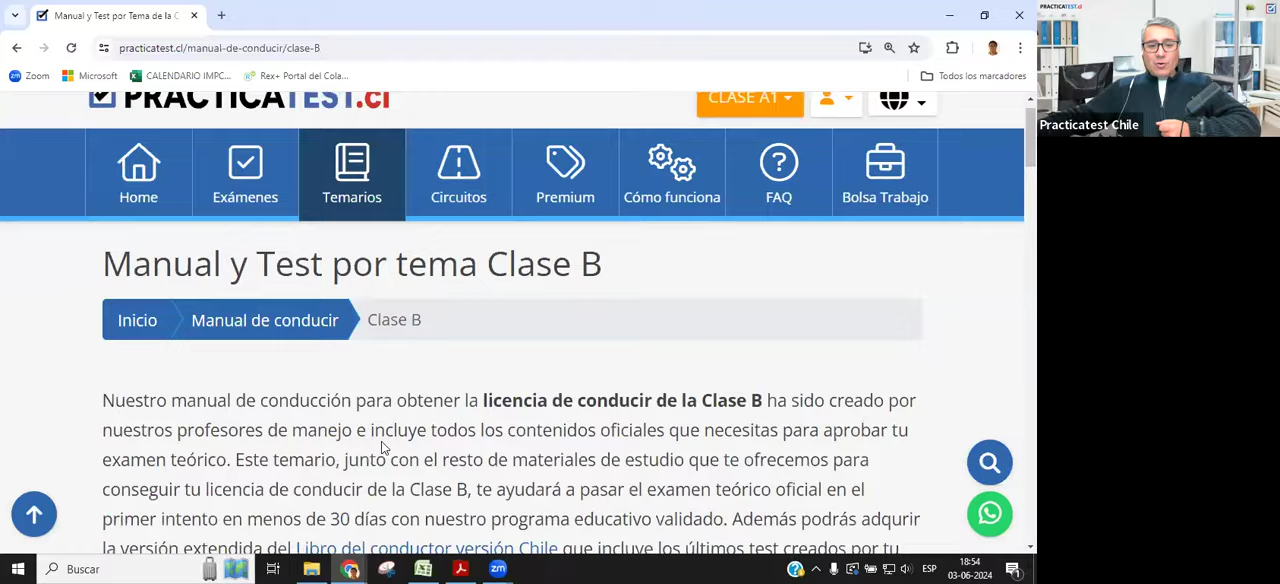 Manual y Test por Tema de la C
practicatest.cl/manual-de-conducir/clase-B
Zoom
Microsoft
CALENDARIO IMPC...
Rex+ Portal del Cola...
Todos los marcadores
PRACTICATEST.cl
CLASE A1
Home
Exámenes
Temarios
Circuitos
Premium
Cómo funciona
FAQ
Bolsa Trabajo
Manual y Test por tema Clase B
Inicio
Manual de conducir
Clase B
Nuestro manual de conducción para obtener la licencia de conducir de la Clase B ha sido creado por
nuestros profesores de manejo e incluye todos los contenidos oficiales que necesitas para aprobar tu
examen teórico. Este temario, junto con el resto de materiales de estudio que te ofrecemos para
conseguir tu licencia de conducir de la Clase B, te ayudará a pasar el examen teórico oficial en el
primer intento en menos de 30 días con nuestro programa educativo validado. Además podrás adqurir
la versión extendida del Libro del conductor versión Chile que incluye los últimos test creados por tu
Buscar
zm
ESP
18:54
03-06-2024
PRACTICATEST.cl
Practicatest Chile